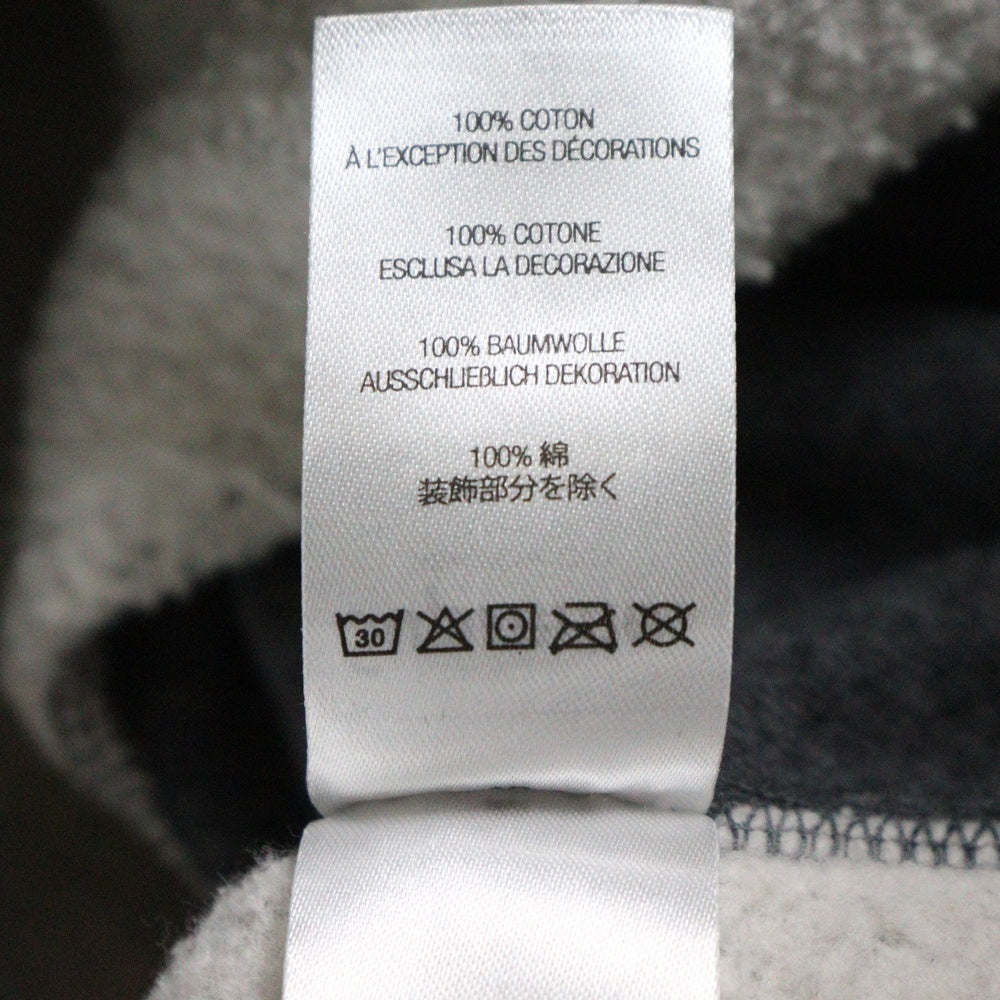 100% COTON
À L'EXCEPTION DES DÉCORATIONS
100% COTONE
ESCLUSA LA DECORAZIONE
100% BAUMWOLLE
AUSSCHLIEßLICH DEKORATION
100% 綿
装飾部分を除く
30